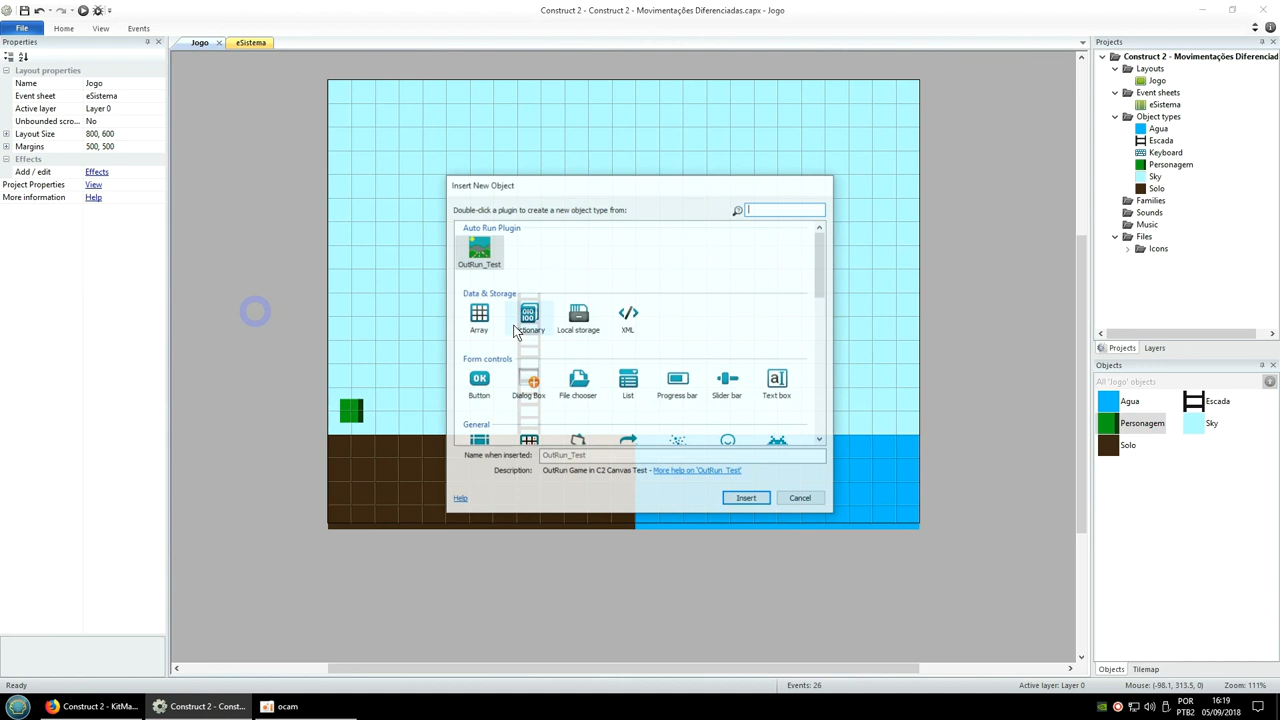 Construct 2 - Construct 2 - Movimentações Diferenciadas.capx - Jogo
File Home View Events
Properties
Layout properties
Name Jogo
Event sheet eSistema
Active layer Layer 0
Unbounded scro... No
Layout Size 800, 600
Margins 500, 500
Effects
Add / edit Effects
Project Properties View
More information Help
Jogo eSistema
Insert New Object
Double-click a plugin to create a new object type from:
Auto Run Plugin
OutRun_Test
Data & Storage
Array Local storage XML
Form controls
Button Dialog Box File chooser List Progress bar Slider bar Text box
General
Name when inserted: OutRun_Test
Description: OutRun Game in C2 Canvas Test - More help on 'OutRun_Test'
Help Insert Cancel
Projects
Construct 2 - Movimentações Diferenciad
Layouts
Jogo
Event sheets
eSistema
Object types
Agua
Escada
Keyboard
Personagem
Sky
Solo
Families
Sounds
Music
Files
Icons
Projects Layers
Objects
All 'Jogo' objects
Agua Escada
Personagem Sky
Solo
Objects Tilemap
Ready Events: 26 Active layer: Layer 0 Mouse: (-98.1, 313.5, 0) Zoom: 111%
Construct 2 - KitMa... Construct 2 - Const... ocam
POR 16:19
PTB2 05/09/2018